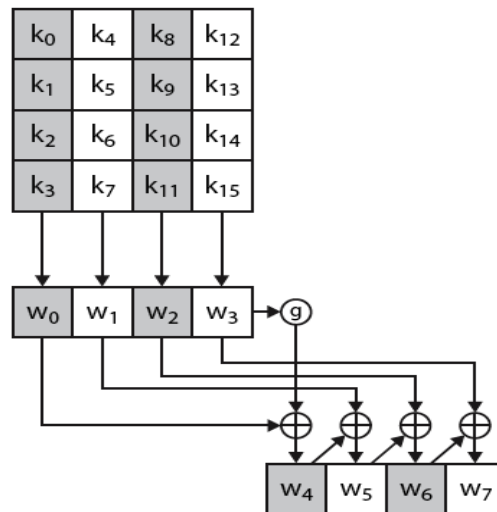 k₀ k₄ k₈ k₁₂
k₁ k₅ k₉ k₁₃
k₂ k₆ k₁₀ k₁₄
k₃ k₇ k₁₁ k₁₅
w₀ w₁ w₂ w₃ g
w₄ w₅ w₆ w₇